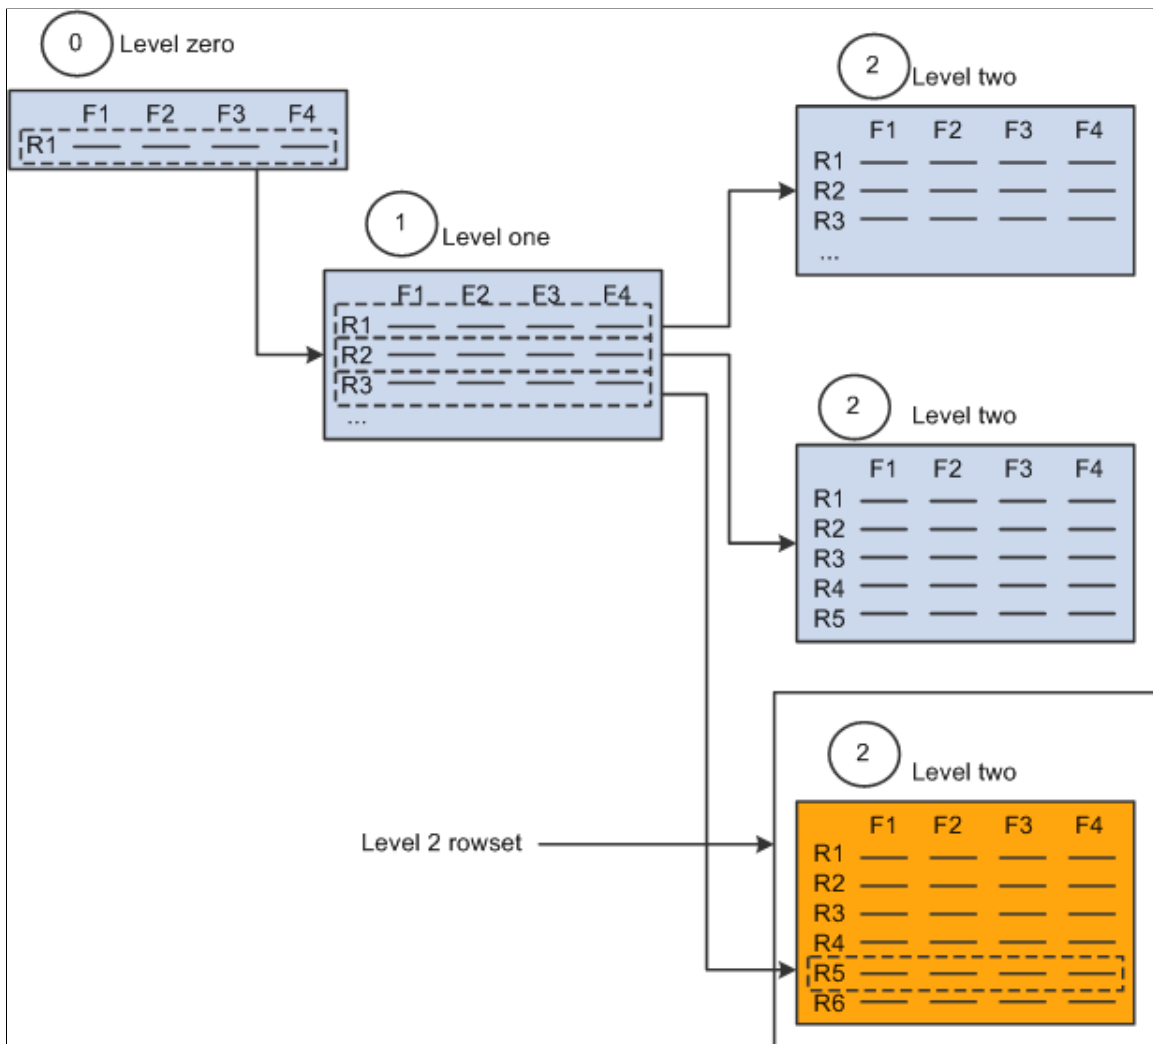 0 Level zero
F1 F2 F3 F4
R1
1 Level one
F1 F2 F3 F4
R1
R2
R3
...
2 Level two
F1 F2 F3 F4
R1
R2
R3
...
2 Level two
F1 F2 F3 F4
R1
R2
R3
R4
R5
Level 2 rowset
2 Level two
F1 F2 F3 F4
R1
R2
R3
R4
R5
R6